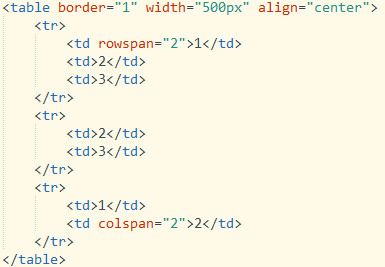 <table border="1" width="500px" align="center">
    <tr>
        <td rowspan="2">1</td>
        <td>2</td>
        <td>3</td>
    </tr>
    <tr>
        <td>2</td>
        <td>3</td>
    </tr>
    <tr>
        <td>1</td>
        <td colspan="2">2</td>
    </tr>
</table>